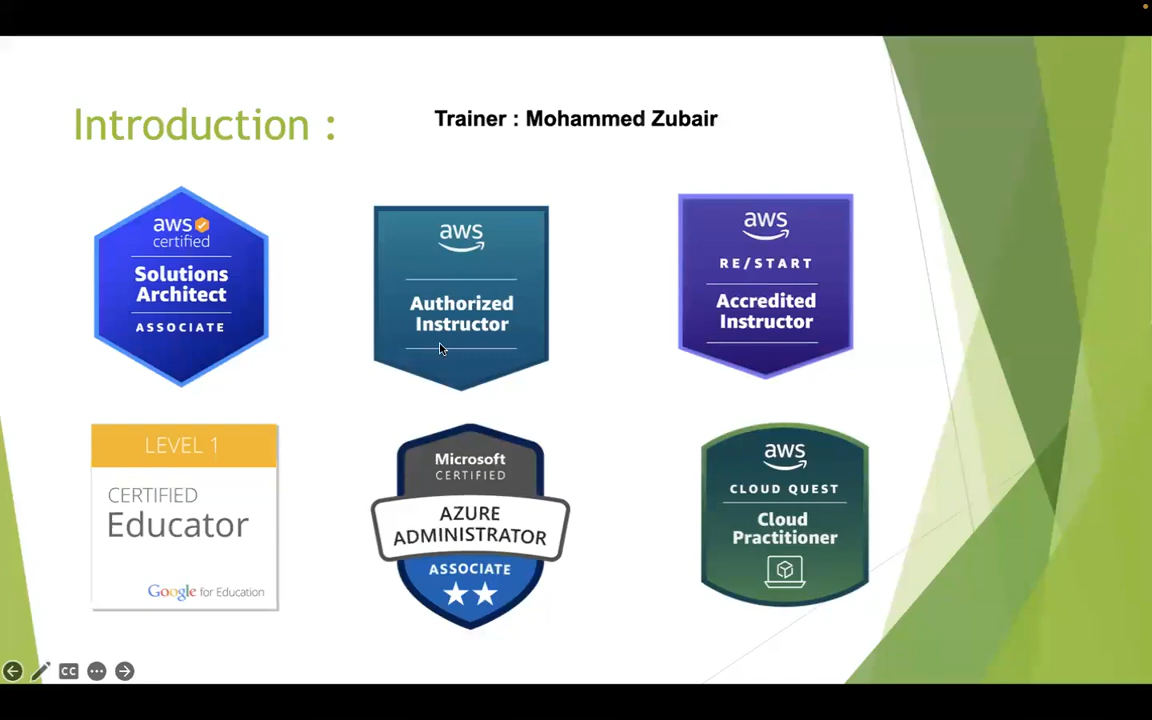 Introduction :
Trainer : Mohammed Zubair
aws
certified
Solutions
Architect
ASSOCIATE
aws
Authorized
Instructor
aws
RE/START
Accredited
Instructor
LEVEL 1
CERTIFIED
Educator
Google for Education
Microsoft
CERTIFIED
AZURE
ADMINISTRATOR
ASSOCIATE
aws
CLOUD QUEST
Cloud
Practitioner
CC